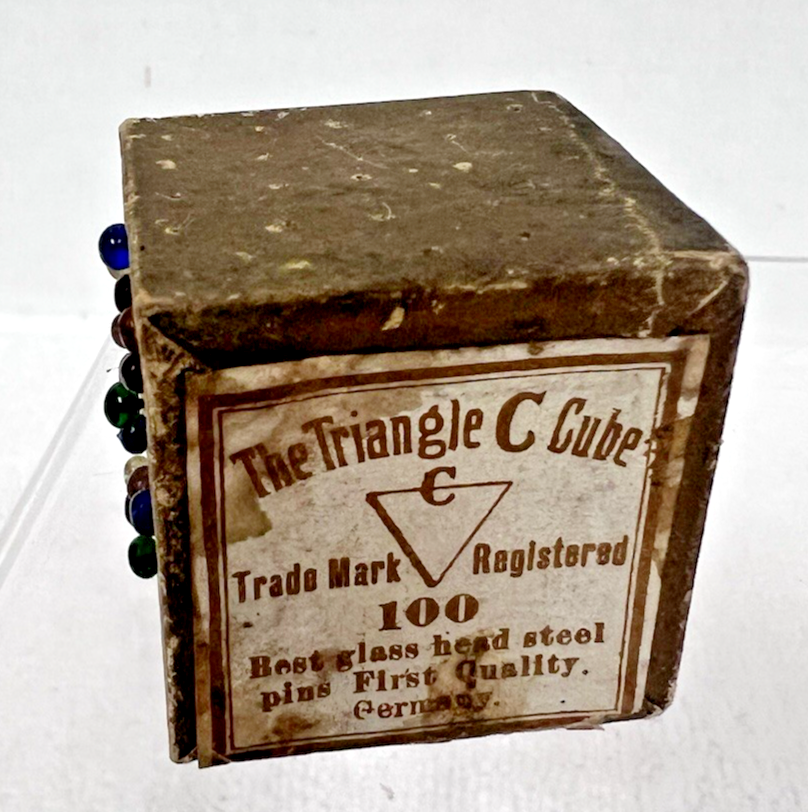 The Triangle C Cube
C
Trade Mark Registered
100
Best glass head steel
pins First Quality.
Germany.